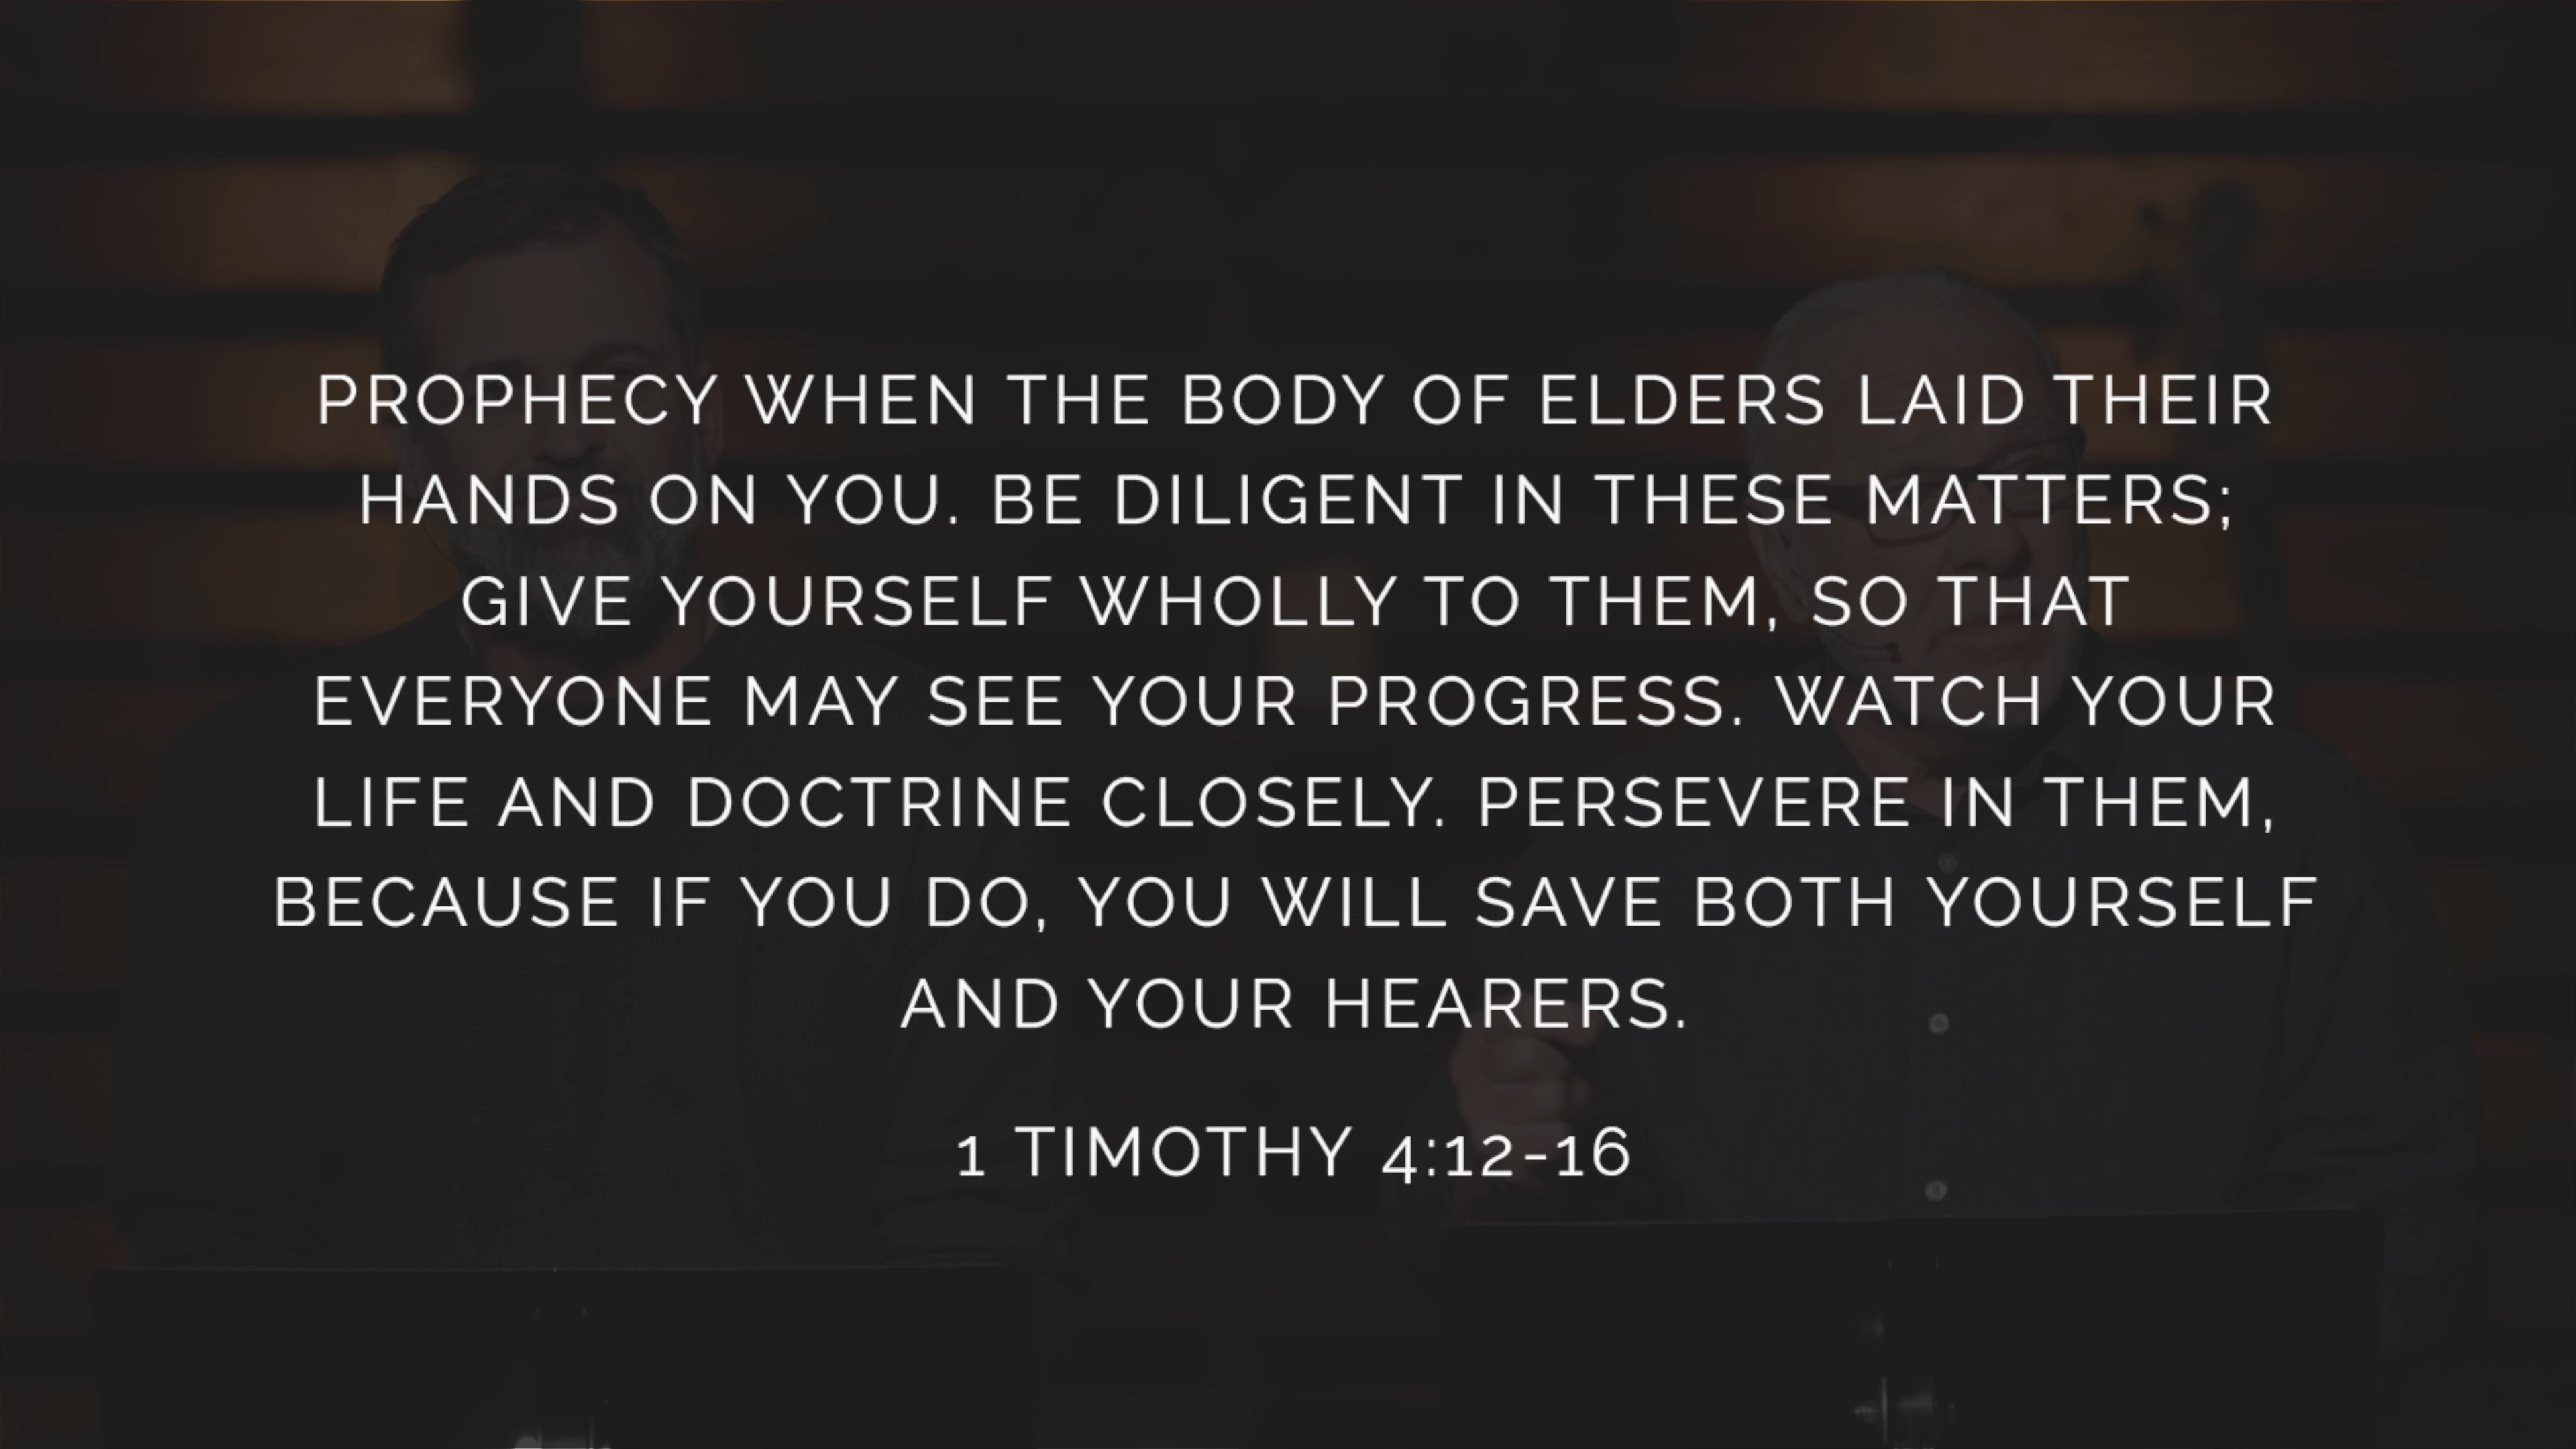 PROPHECY WHEN THE BODY OF ELDERS LAID THEIR
HANDS ON YOU. BE DILIGENT IN THESE MATTERS;
GIVE YOURSELF WHOLLY TO THEM, SO THAT
EVERYONE MAY SEE YOUR PROGRESS. WATCH YOUR
LIFE AND DOCTRINE CLOSELY. PERSEVERE IN THEM,
BECAUSE IF YOU DO, YOU WILL SAVE BOTH YOURSELF
AND YOUR HEARERS.
1 TIMOTHY 4:12-16